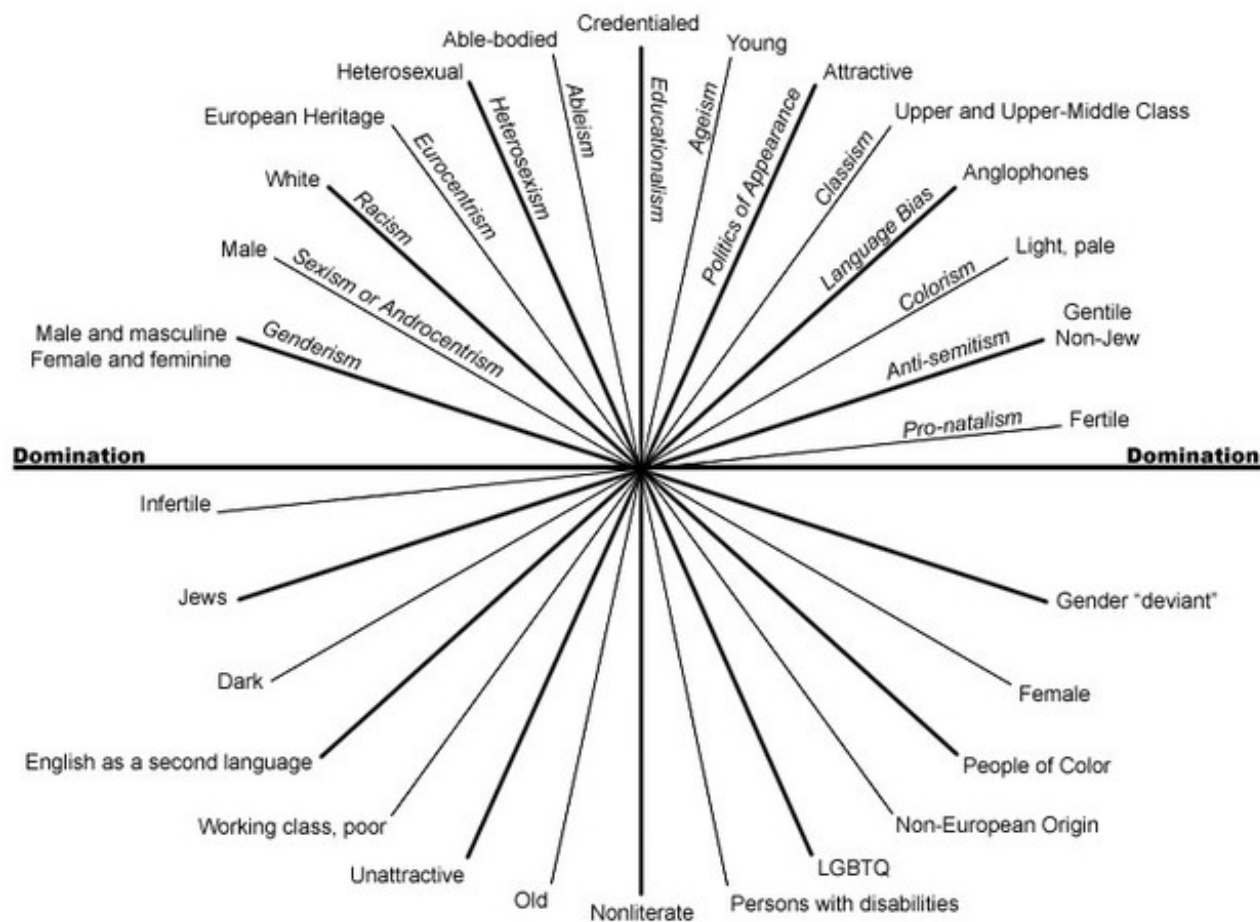 Credentialed
Able-bodied
Young
Heterosexual
Attractive
European Heritage
Upper and Upper-Middle Class
White
Anglophones
Male
Light, pale
Male and masculine
Female and feminine
Gentile
Non-Jew
Fertile
Genderism
Sexism or Androcentrism
Racism
Eurocentrism
Heterosexism
Ableism
Educationalism
Ageism
Politics of Appearance
Classism
Language Bias
Colorism
Anti-semitism
Pro-natalism
Domination
Domination
Infertile
Jews
Gender “deviant”
Dark
Female
English as a second language
People of Color
Working class, poor
Non-European Origin
Unattractive
LGBTQ
Old
Persons with disabilities
Nonliterate